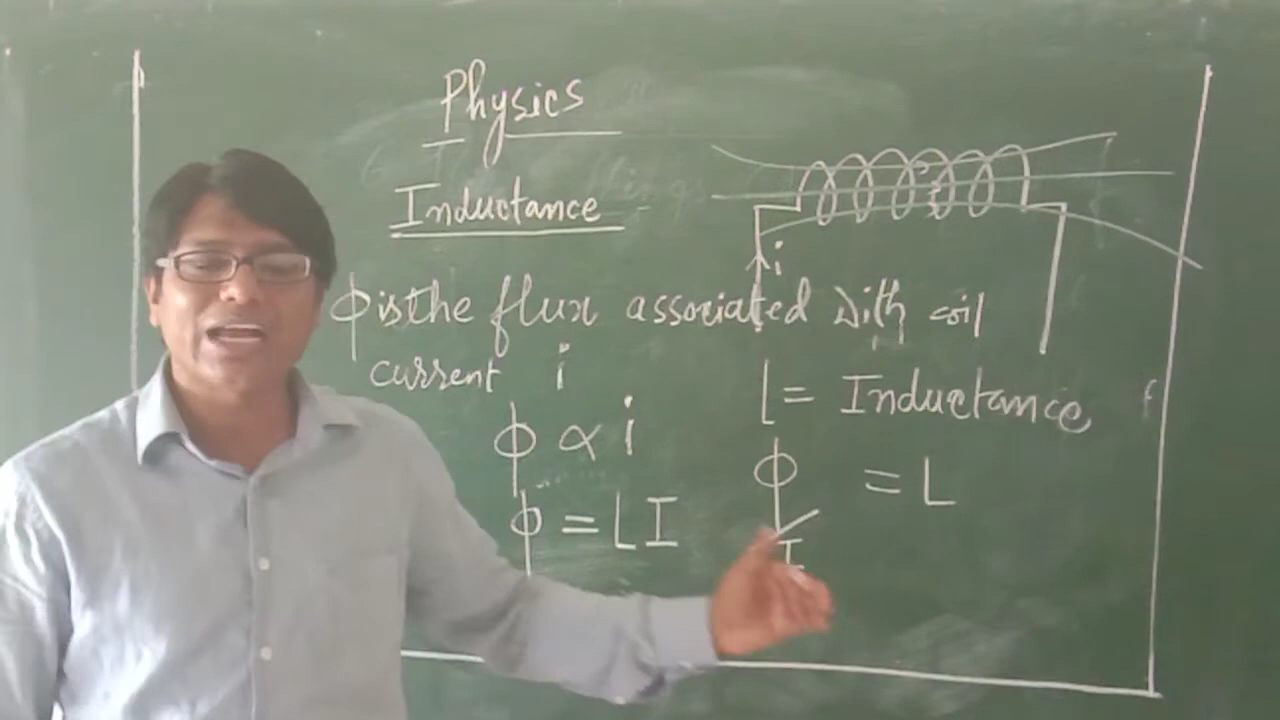 Physics
Inductance
i
ϕ is the flux associated with coil
current i
ϕ ∝ i
ϕ = LI
L = Inductance
ϕ/I = L